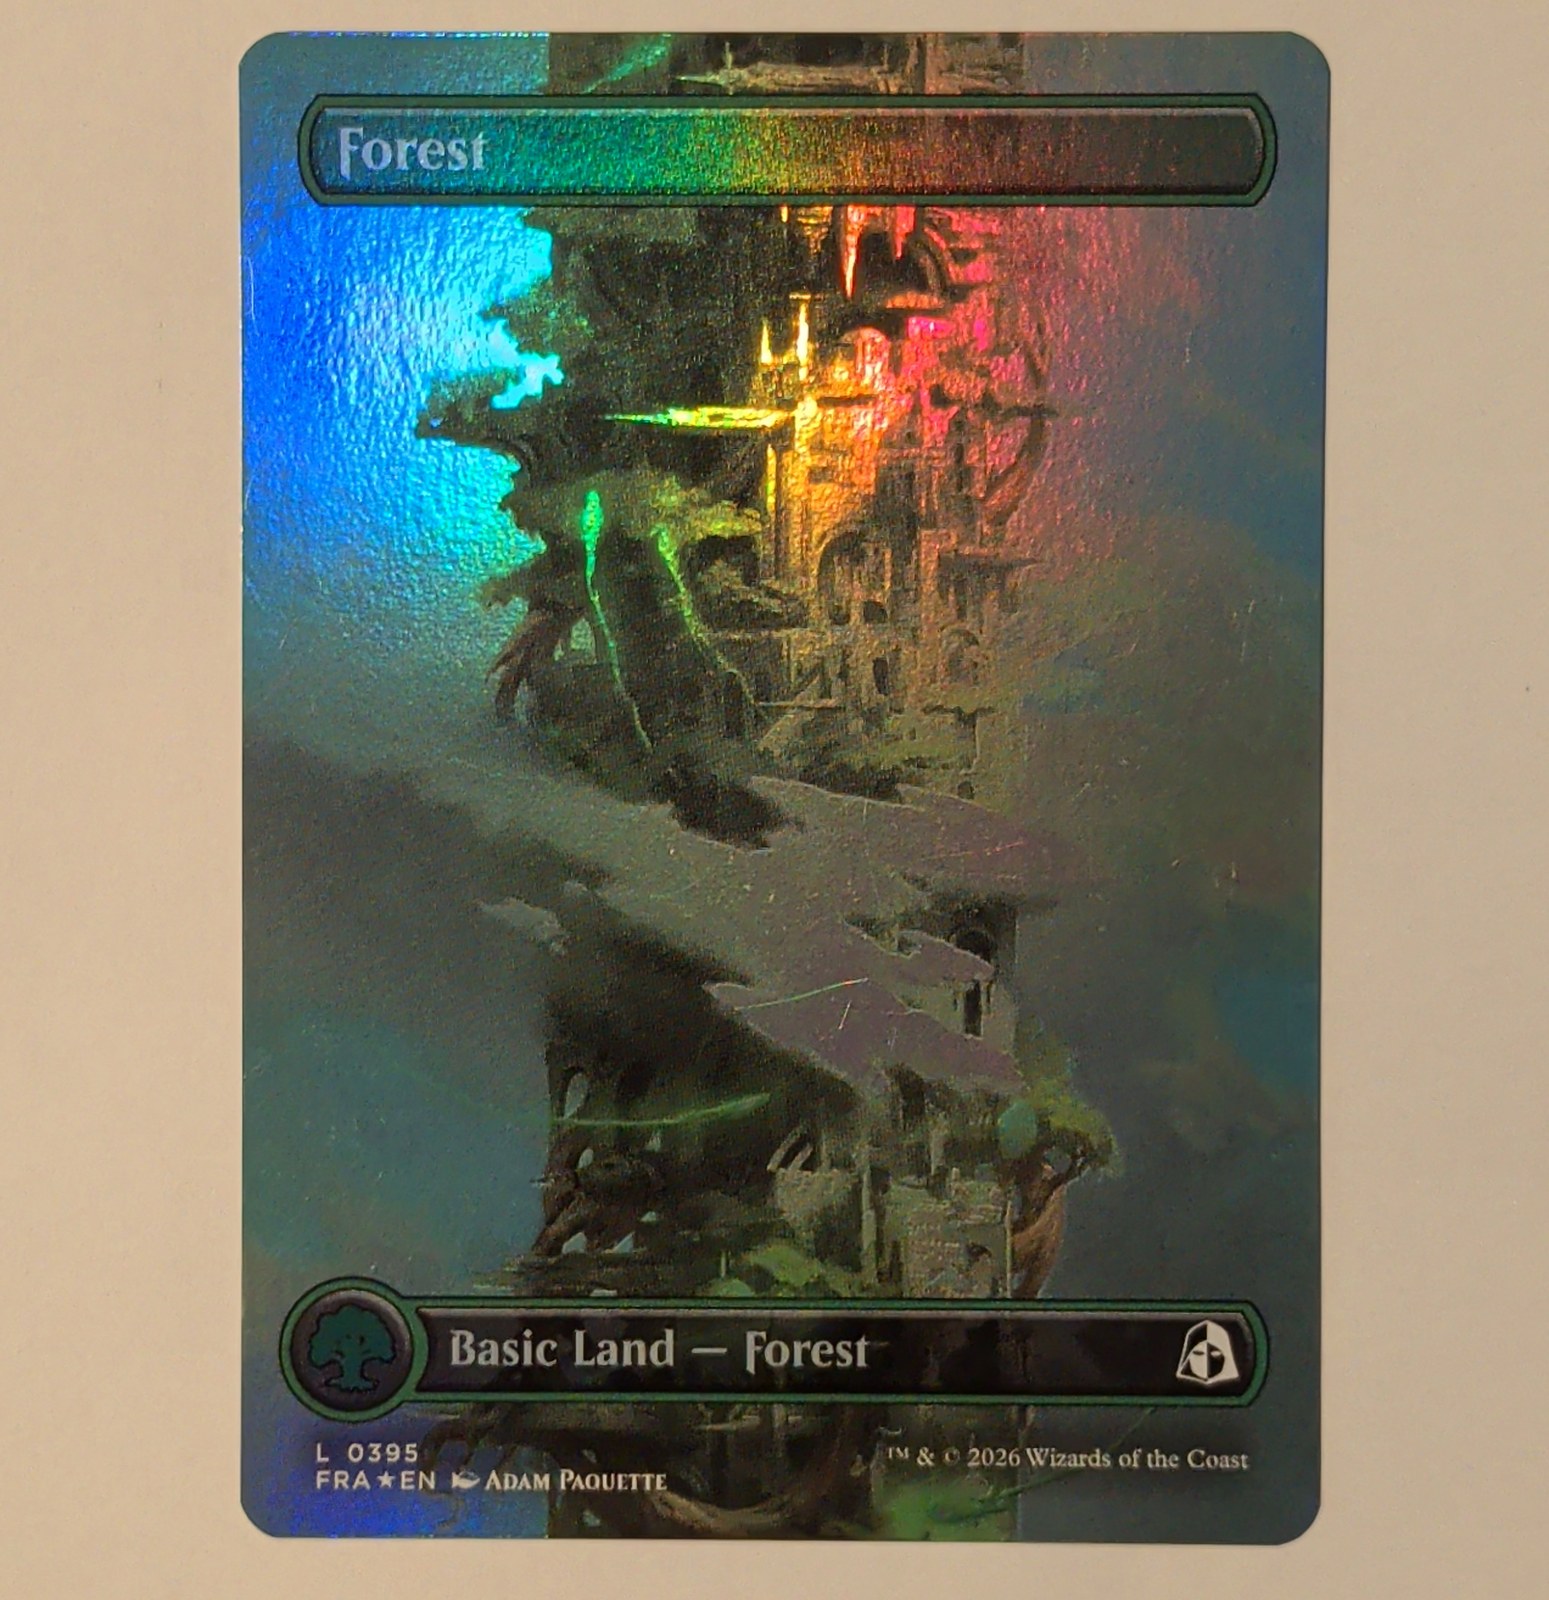 Forest
Basic Land — Forest
L 0395
FRA★EN ADAM PAQUETTE
™ & © 2026 Wizards of the Coast